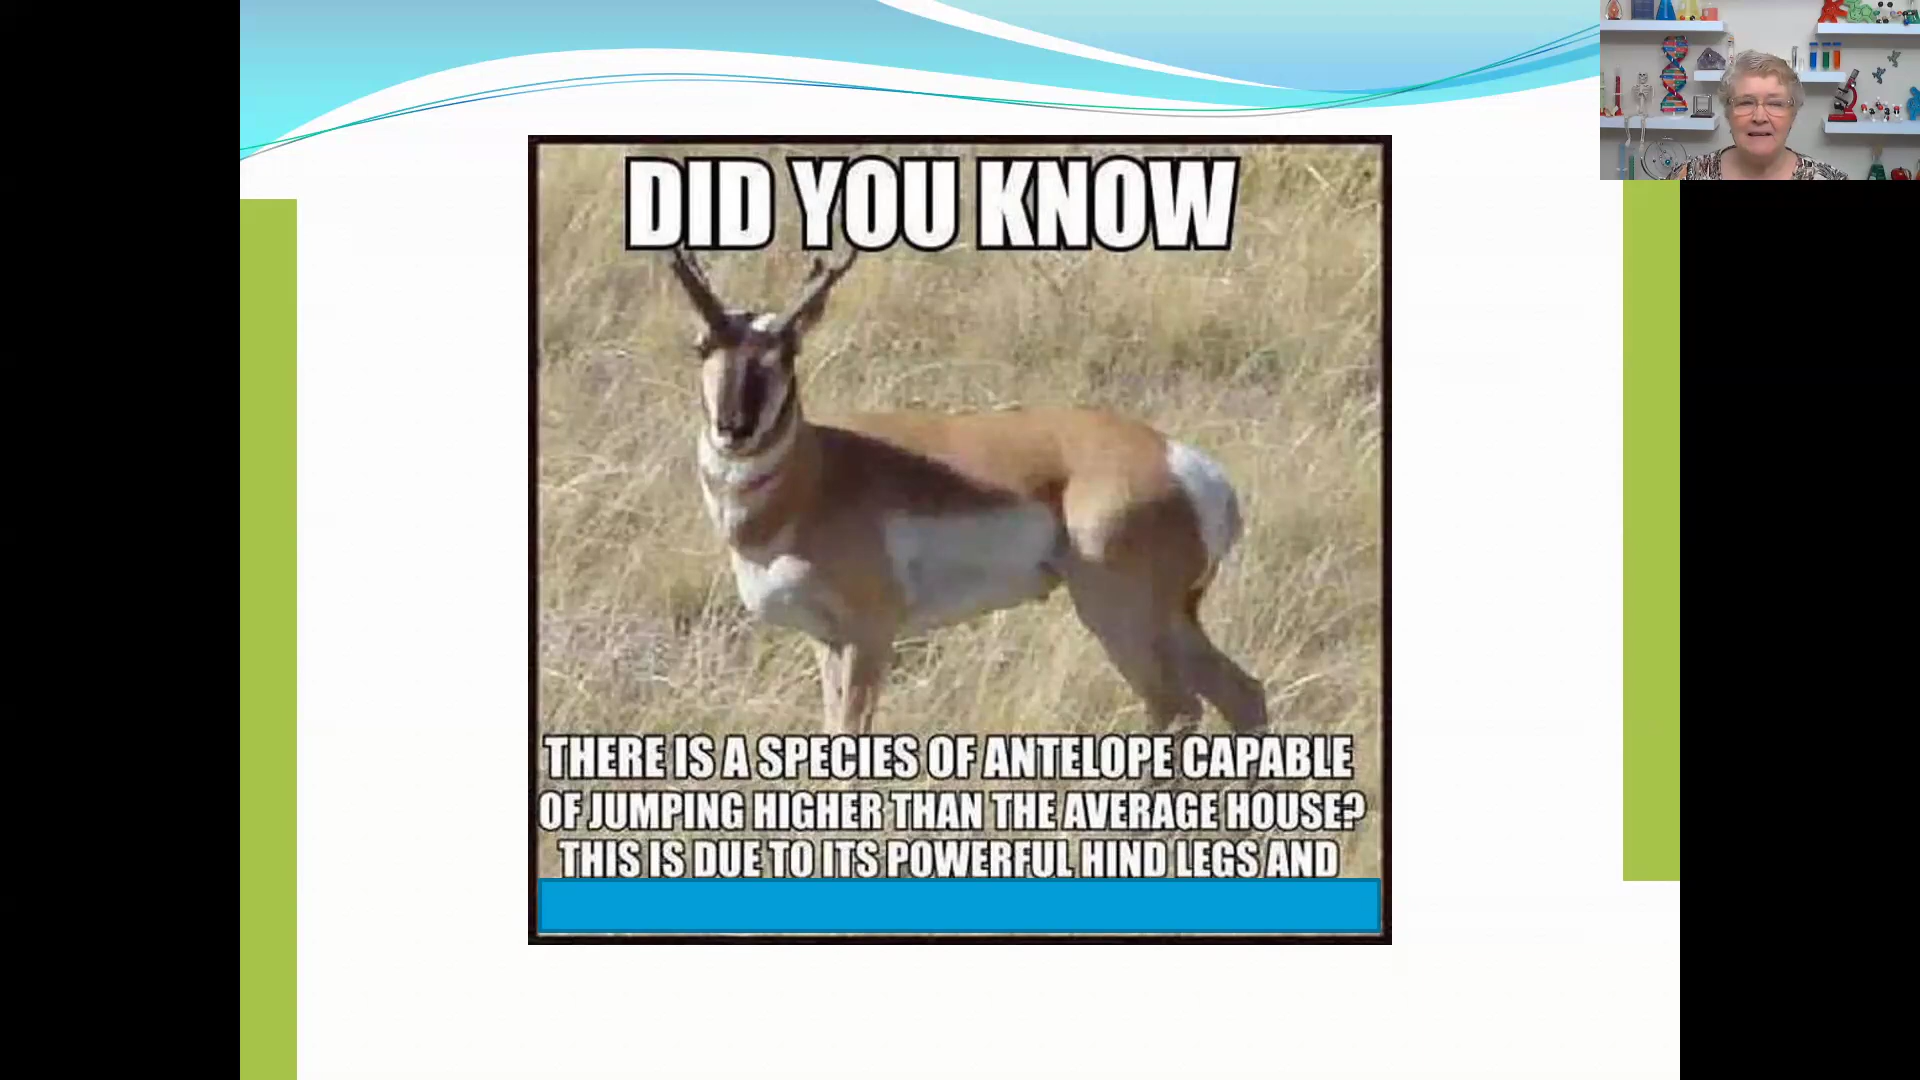 DID YOU KNOW
THERE IS A SPECIES OF ANTELOPE CAPABLE
OF JUMPING HIGHER THAN THE AVERAGE HOUSE?
THIS IS DUE TO ITS POWERFUL HIND LEGS AND